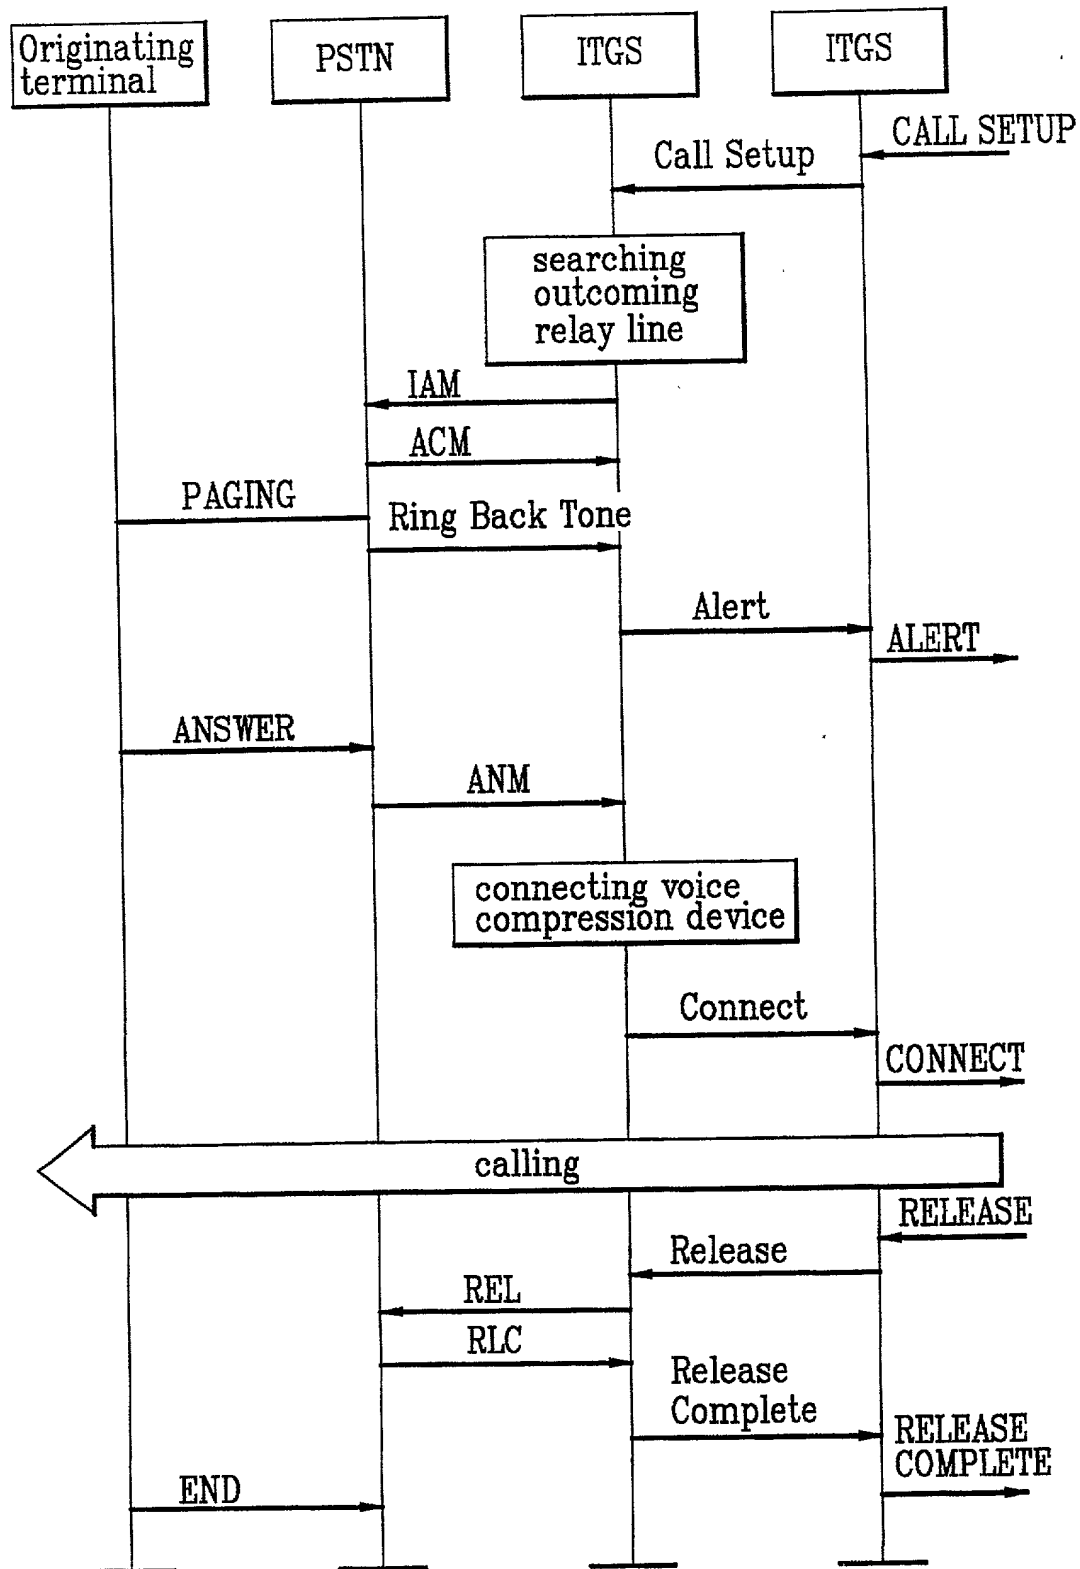 Originating
terminal
PSTN
ITGS
ITGS
CALL SETUP
Call Setup
searching
outcoming
relay line
IAM
ACM
PAGING
Ring Back Tone
Alert
ALERT
ANSWER
ANM
connecting voice
compression device
Connect
CONNECT
calling
RELEASE
Release
REL
RLC
Release
Complete
RELEASE
COMPLETE
END